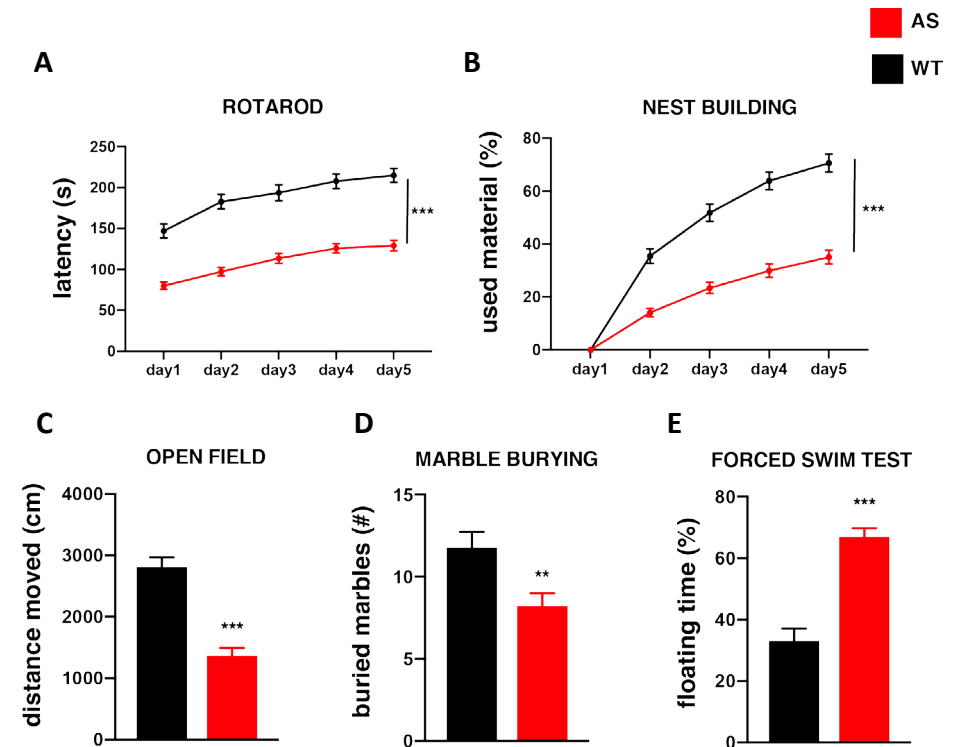 AS
WT
A
ROTAROD
latency (s)
250
200
150
100
50
0
day1 day2 day3 day4 day5
***
B
NEST BUILDING
used material (%)
80
60
40
20
0
day1 day2 day3 day4 day5
***
C
OPEN FIELD
distance moved (cm)
4000
3000
2000
1000
0
***
D
MARBLE BURYING
buried marbles (#)
15
10
5
0
**
E
FORCED SWIM TEST
floating time (%)
80
60
40
20
0
***